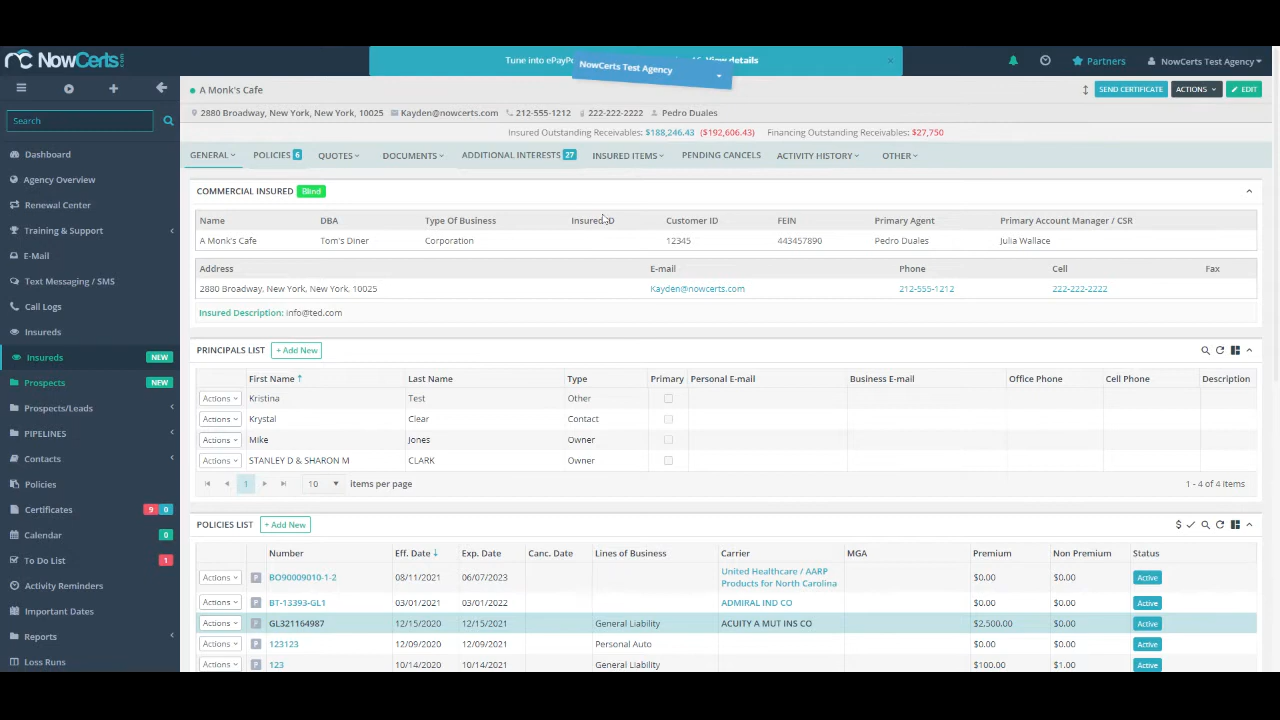 NowCerts.com
Tune into ePayPo View details ×
NowCerts Test Agency
Partners NowCerts Test Agency
Search
Dashboard
Agency Overview
Renewal Center
Training & Support
E-Mail
Text Messaging / SMS
Call Logs
Insureds
Insureds NEW
Prospects NEW
Prospects/Leads
PIPELINES
Contacts
Policies
Certificates 9 0
Calendar 0
To Do List 1
Activity Reminders
Important Dates
Reports
Loss Runs
A Monk's Cafe SEND CERTIFICATE ACTIONS EDIT
2880 Broadway, New York, New York, 10025 Kayden@nowcerts.com 212-555-1212 222-222-2222 Pedro Duales
Insured Outstanding Receivables: $188,246.43 ($192,606.43) Financing Outstanding Receivables: $27,750
GENERAL POLICIES 6 QUOTES DOCUMENTS ADDITIONAL INTERESTS 27 INSURED ITEMS PENDING CANCELS ACTIVITY HISTORY OTHER
COMMERCIAL INSURED Blind
Name DBA Type Of Business Insured ID Customer ID FEIN Primary Agent Primary Account Manager / CSR
A Monk's Cafe Tom's Diner Corporation 12345 443457890 Pedro Duales Julia Wallace
Address E-mail Phone Cell Fax
2880 Broadway, New York, New York, 10025 Kayden@nowcerts.com 212-555-1212 222-222-2222
Insured Description: info@ted.com
PRINCIPALS LIST + Add New
First Name ↑ Last Name Type Primary Personal E-mail Business E-mail Office Phone Cell Phone Description
Actions Kristina Test Other
Actions Krystal Clear Contact
Actions Mike Jones Owner
Actions STANLEY D & SHARON M CLARK Owner
1 10 items per page 1 - 4 of 4 items
POLICIES LIST + Add New $
Number Eff. Date ↓ Exp. Date Canc. Date Lines of Business Carrier MGA Premium Non Premium Status
Actions P BO90009010-1-2 08/11/2021 06/07/2023 United Healthcare / AARP Products for North Carolina $0.00 $0.00 Active
Actions P BT-13393-GL1 03/01/2021 03/01/2022 ADMIRAL IND CO $0.00 $0.00 Active
Actions P GL321164987 12/15/2020 12/15/2021 General Liability ACUITY A MUT INS CO $2,500.00 $0.00 Active
Actions P 123123 12/09/2020 12/09/2021 Personal Auto $0.00 $0.00 Active
Actions P 123 10/14/2020 10/14/2021 General Liability $100.00 $1.00 Active